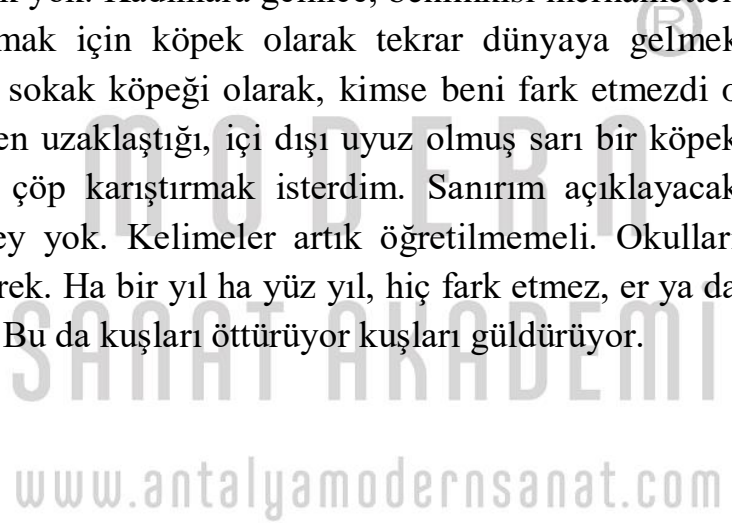 yok. Kadınlara gelince, benimkisi merhametten
mak için köpek olarak tekrar dünyaya gelmek
sokak köpeği olarak, kimse beni fark etmezdi o
en uzaklaştığı, içi dışı uyuz olmuş sarı bir köpek
çöp karıştırmak isterdim. Sanırım açıklayacak
ey yok. Kelimeler artık öğretilmemeli. Okulları
rek. Ha bir yıl ha yüz yıl, hiç fark etmez, er ya da
Bu da kuşları öttürüyor kuşları güldürüyor.
®
MODERN
SANAT AKADEMİ
www.antalyamodernsanat.com